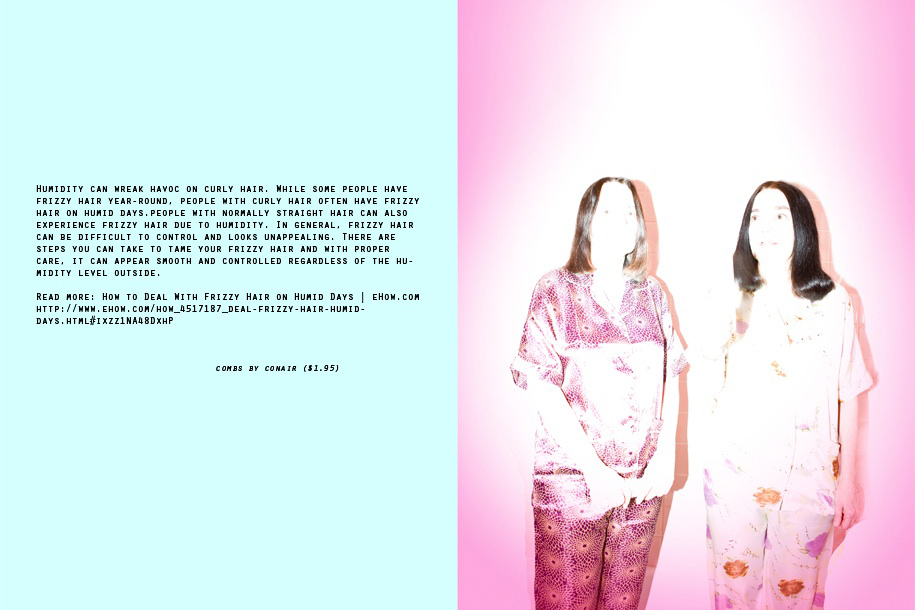 Humidity can wreak havoc on curly hair. While some people have
frizzy hair year-round, people with curly hair often have frizzy
hair on humid days.People with normally straight hair can also
experience frizzy hair due to humidity. In general, frizzy hair
can be difficult to control and looks unappealing. There are
steps you can take to tame your frizzy hair and with proper
care, it can appear smooth and controlled regardless of the hu-
midity level outside.
Read more: How to Deal With Frizzy Hair on Humid Days | eHow.com
http://www.ehow.com/how_4517187_deal-frizzy-hair-humid-
days.html#ixzz1NA48DxhP
combs by conair ($1.95)